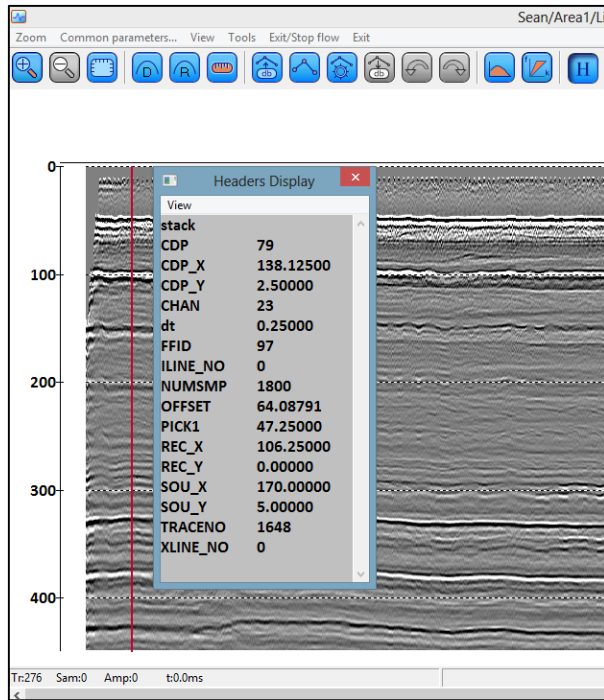 Sean/Area1/Li
Zoom Common parameters... View Tools Exit/Stop flow Exit
D R db db H
0
100
200
300
400
Headers Display
View
stack
CDP 79
CDP_X 138.12500
CDP_Y 2.50000
CHAN 23
dt 0.25000
FFID 97
ILINE_NO 0
NUMSMP 1800
OFFSET 64.08791
PICK1 47.25000
REC_X 106.25000
REC_Y 0.00000
SOU_X 170.00000
SOU_Y 5.00000
TRACENO 1648
XLINE_NO 0
Tr:276 Sam:0 Amp:0 t:0.0ms